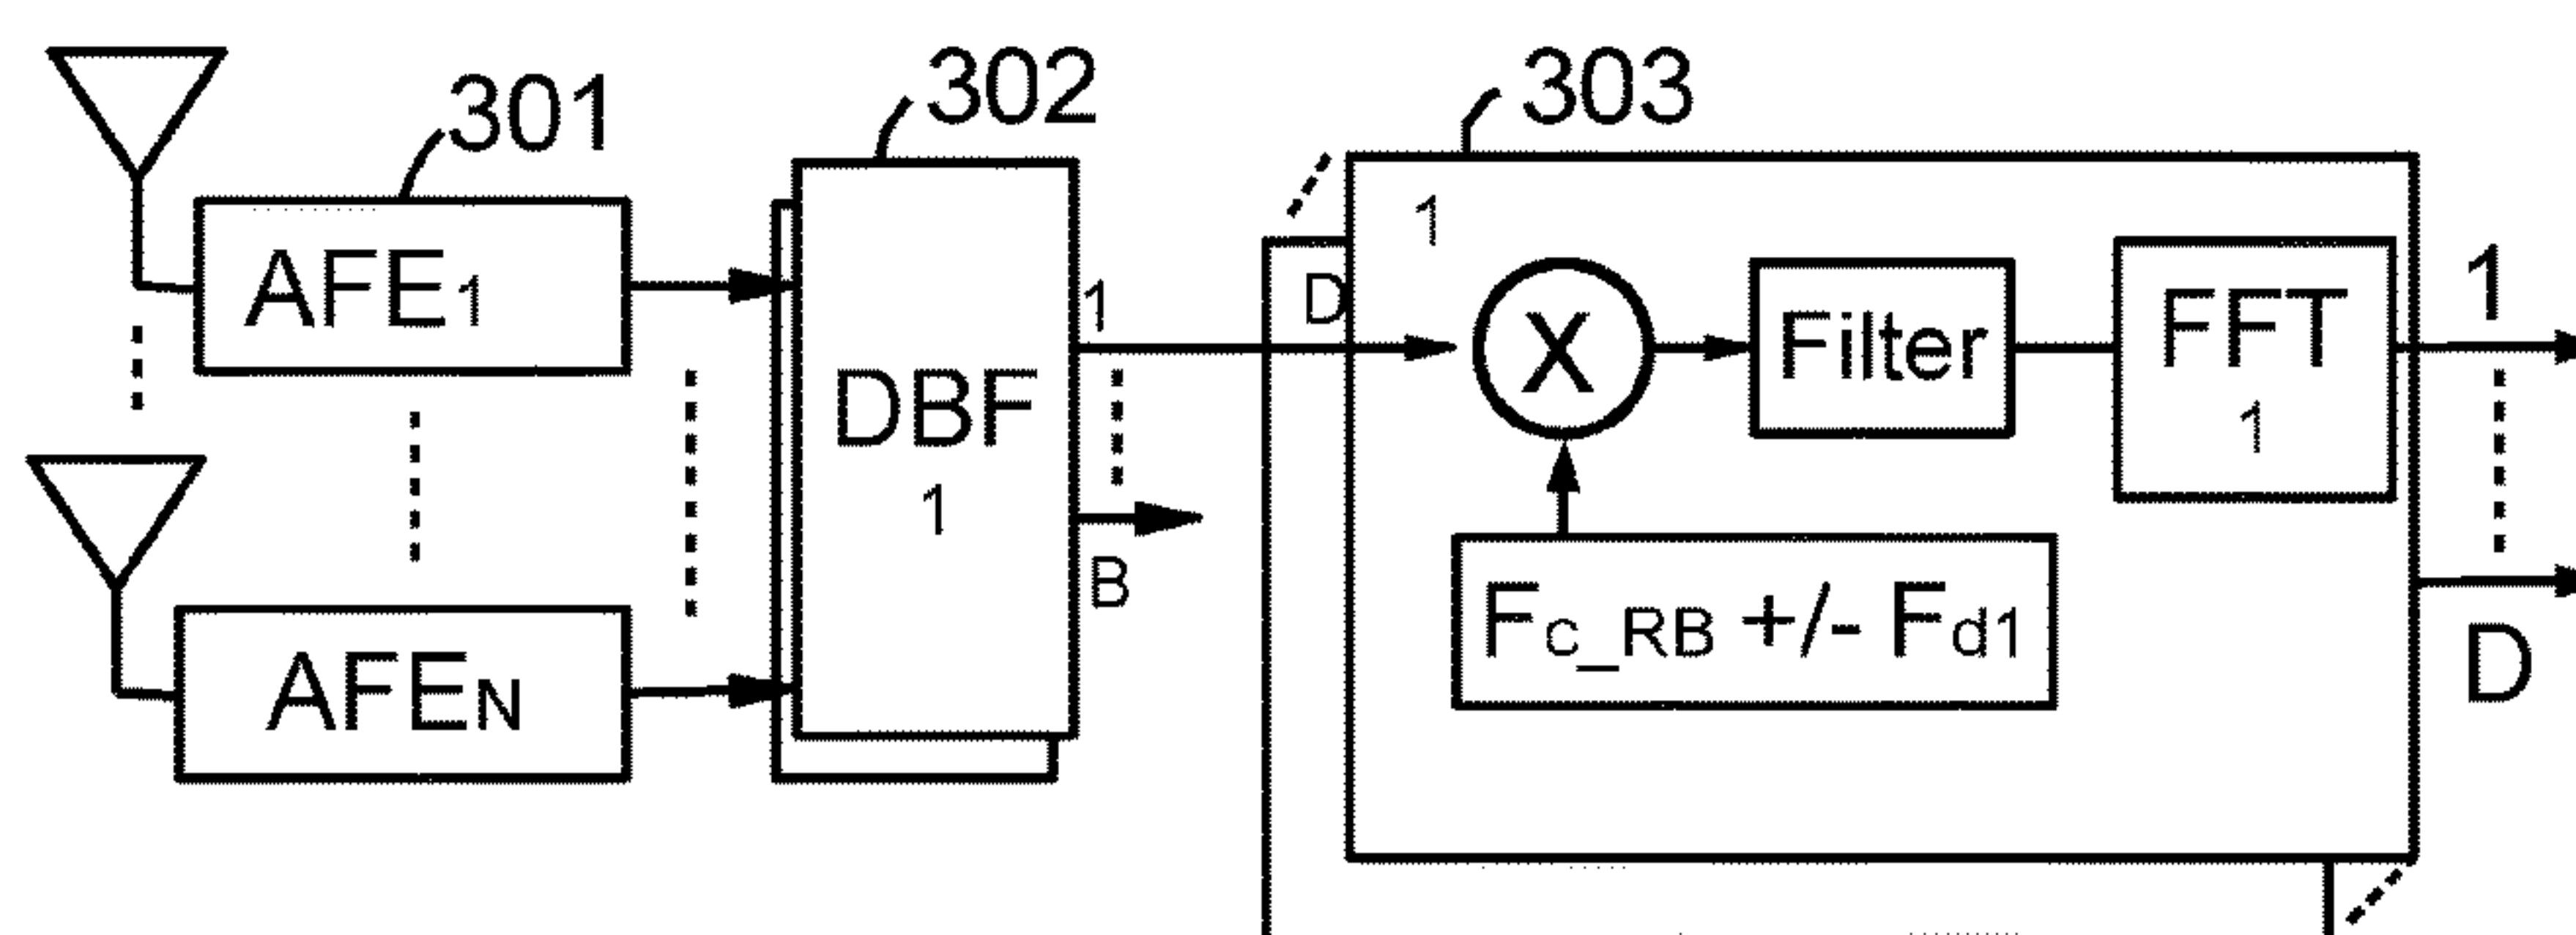 301
302
303
AFE1
AFEN
DBF
1
1
B
D
1
X
Filter
FFT
1
Fc_RB +/- Fd1
1
D